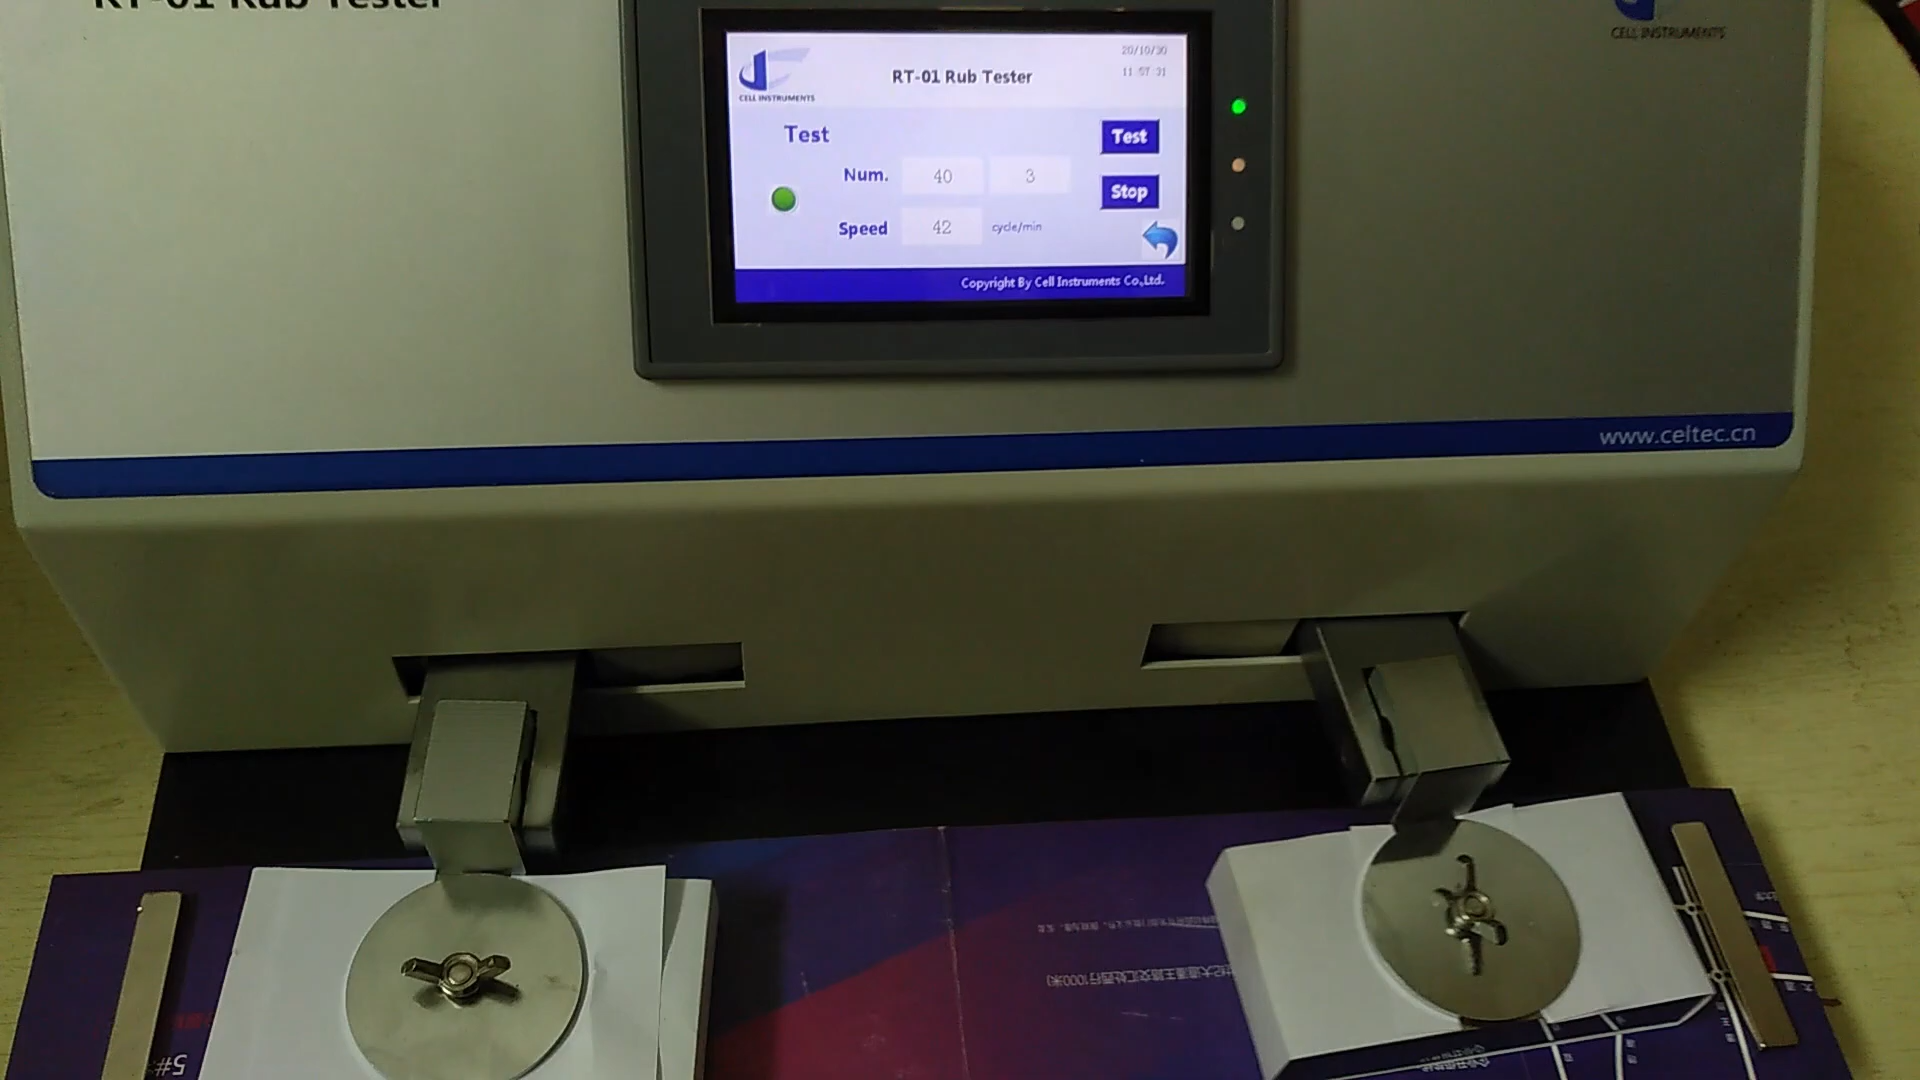 RT-01 Rub Tester
CELL INSTRUMENTS
20/10/30
CELL INSTRUMENTS
RT-01 Rub Tester
11 57 31
Test
Test
Num.
40
3
Stop
Speed
42
cycle/min
Copyright By Cell Instruments Co.,Ltd.
www.celtec.cn
5#